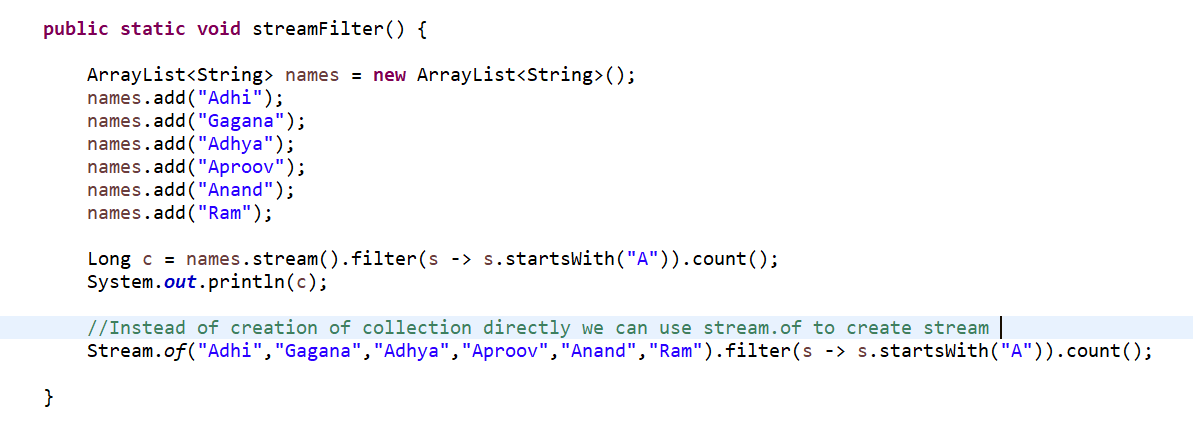 public static void streamFilter() {
ArrayList<String> names = new ArrayList<String>();
names.add("Adhi");
names.add("Gagana");
names.add("Adhya");
names.add("Aproov");
names.add("Anand");
names.add("Ram");
Long c = names.stream().filter(s -> s.startsWith("A")).count();
System.out.println(c);
//Instead of creation of collection directly we can use stream.of to create stream
Stream.of("Adhi","Gagana","Adhya","Aproov","Anand","Ram").filter(s -> s.startsWith("A")).count();
}